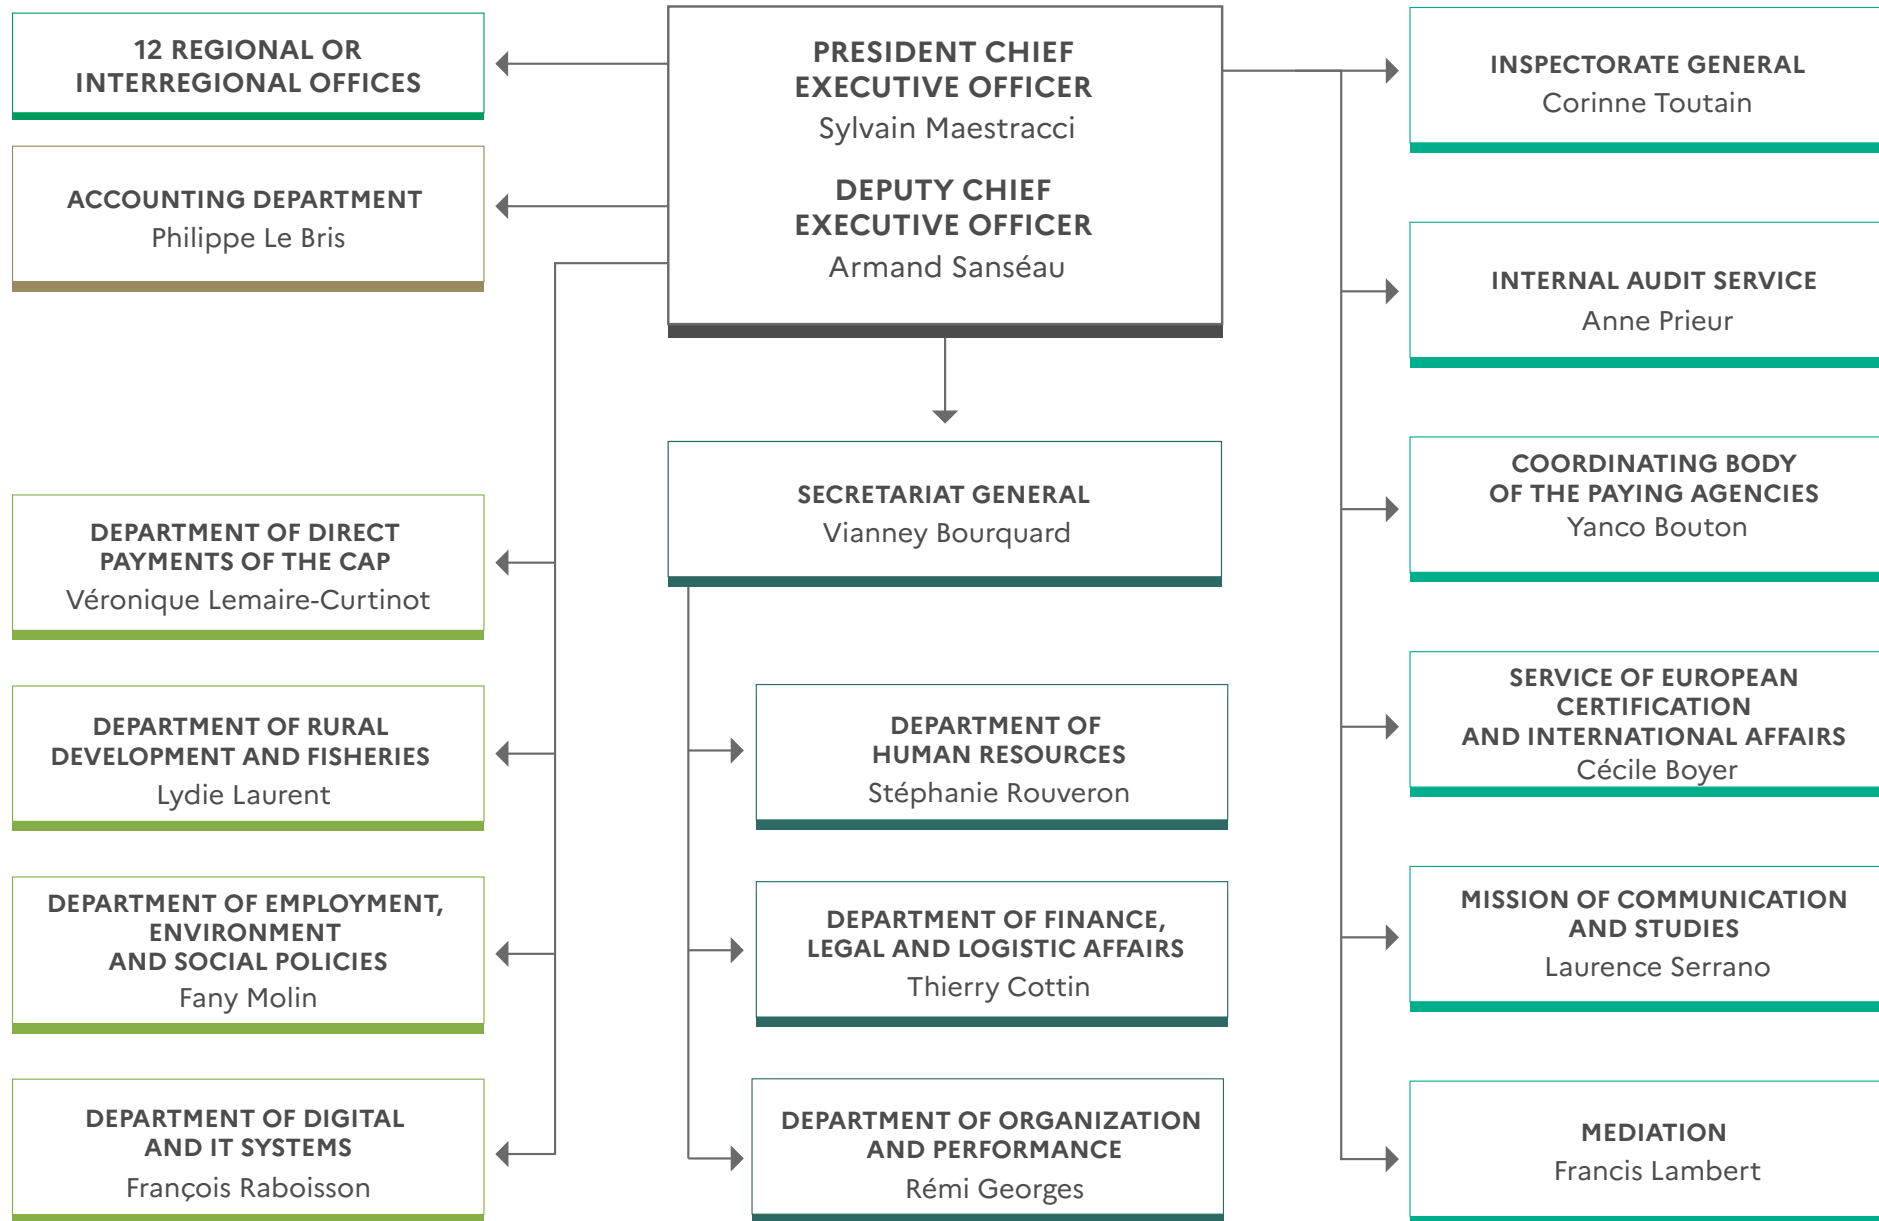 12 REGIONAL OR
INTERREGIONAL OFFICES
ACCOUNTING DEPARTMENT
Philippe Le Bris
PRESIDENT CHIEF
EXECUTIVE OFFICER
Sylvain Maestracci
DEPUTY CHIEF
EXECUTIVE OFFICER
Armand Sanséau
INSPECTORATE GENERAL
Corinne Toutain
INTERNAL AUDIT SERVICE
Anne Prieur
COORDINATING BODY
OF THE PAYING AGENCIES
Yanco Bouton
SERVICE OF EUROPEAN
CERTIFICATION
AND INTERNATIONAL AFFAIRS
Cécile Boyer
MISSION OF COMMUNICATION
AND STUDIES
Laurence Serrano
MEDIATION
Francis Lambert
SECRETARIAT GENERAL
Vianney Bourquard
DEPARTMENT OF
HUMAN RESOURCES
Stéphanie Rouveron
DEPARTMENT OF FINANCE,
LEGAL AND LOGISTIC AFFAIRS
Thierry Cottin
DEPARTMENT OF ORGANIZATION
AND PERFORMANCE
Rémi Georges
DEPARTMENT OF DIRECT
PAYMENTS OF THE CAP
Véronique Lemaire-Curtinot
DEPARTMENT OF RURAL
DEVELOPMENT AND FISHERIES
Lydie Laurent
DEPARTMENT OF EMPLOYMENT,
ENVIRONMENT
AND SOCIAL POLICIES
Fany Molin
DEPARTMENT OF DIGITAL
AND IT SYSTEMS
François Raboisson